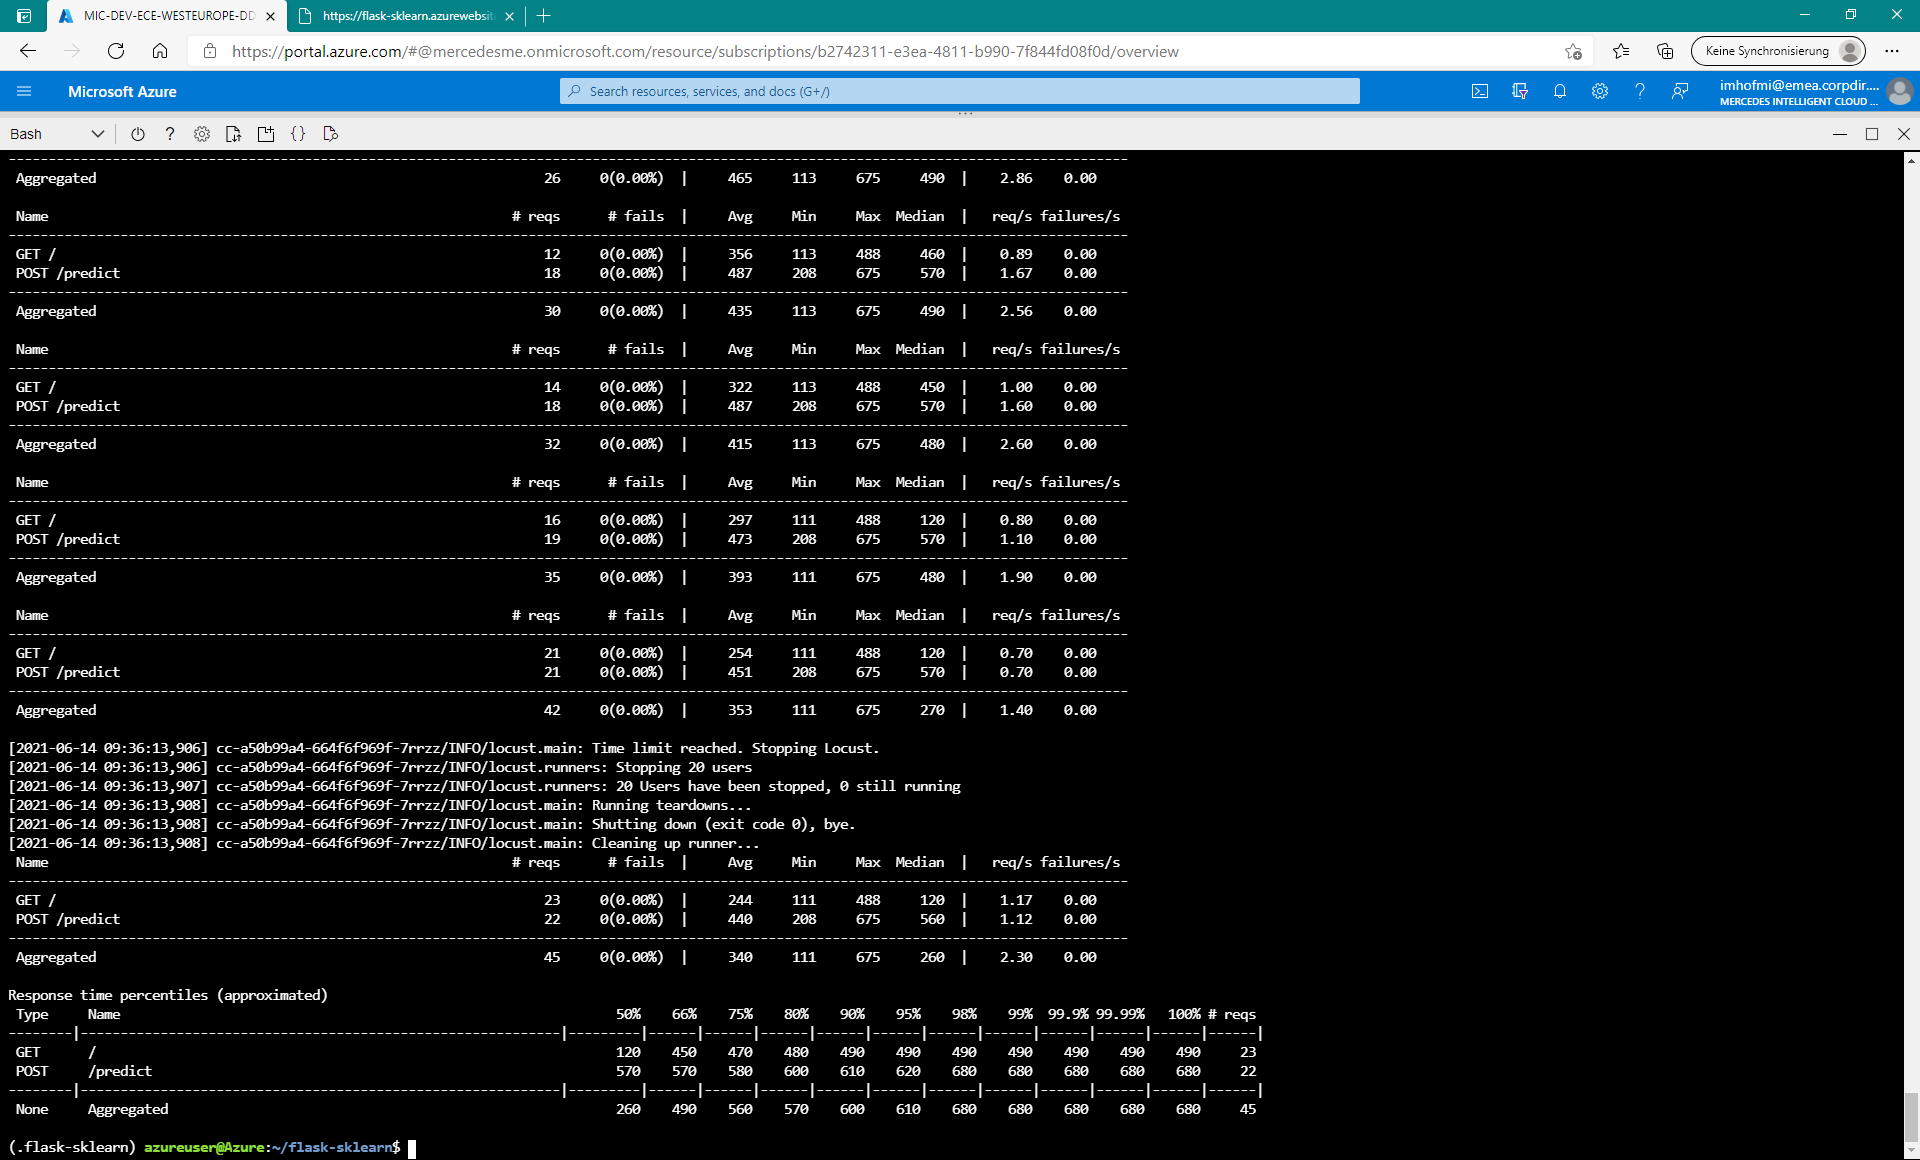 MIC-DEV-ECE-WESTEUROPE-DD
https://flask-sklearn.azurewebsit
https://portal.azure.com/#@mercedesme.onmicrosoft.com/resource/subscriptions/b2742311-e3ea-4811-b990-7f844fd08f0d/overview
Keine Synchronisierung
Microsoft Azure
Search resources, services, and docs (G+/)
imhofmi@emea.corpdir....
MERCEDES INTELLIGENT CLOUD ...
Bash
Aggregated 26 0(0.00%) | 465 113 675 490 | 2.86 0.00
Name # reqs # fails | Avg Min Max Median | req/s failures/s
GET / 12 0(0.00%) | 356 113 488 460 | 0.89 0.00
POST /predict 18 0(0.00%) | 487 208 675 570 | 1.67 0.00
Aggregated 30 0(0.00%) | 435 113 675 490 | 2.56 0.00
Name # reqs # fails | Avg Min Max Median | req/s failures/s
GET / 14 0(0.00%) | 322 113 488 450 | 1.00 0.00
POST /predict 18 0(0.00%) | 487 208 675 570 | 1.60 0.00
Aggregated 32 0(0.00%) | 415 113 675 480 | 2.60 0.00
Name # reqs # fails | Avg Min Max Median | req/s failures/s
GET / 16 0(0.00%) | 297 111 488 120 | 0.80 0.00
POST /predict 19 0(0.00%) | 473 208 675 570 | 1.10 0.00
Aggregated 35 0(0.00%) | 393 111 675 480 | 1.90 0.00
Name # reqs # fails | Avg Min Max Median | req/s failures/s
GET / 21 0(0.00%) | 254 111 488 120 | 0.70 0.00
POST /predict 21 0(0.00%) | 451 208 675 570 | 0.70 0.00
Aggregated 42 0(0.00%) | 353 111 675 270 | 1.40 0.00
[2021-06-14 09:36:13,906] cc-a50b99a4-664f6f969f-7rrzz/INFO/locust.main: Time limit reached. Stopping Locust.
[2021-06-14 09:36:13,906] cc-a50b99a4-664f6f969f-7rrzz/INFO/locust.runners: Stopping 20 users
[2021-06-14 09:36:13,907] cc-a50b99a4-664f6f969f-7rrzz/INFO/locust.runners: 20 Users have been stopped, 0 still running
[2021-06-14 09:36:13,908] cc-a50b99a4-664f6f969f-7rrzz/INFO/locust.main: Running teardowns...
[2021-06-14 09:36:13,908] cc-a50b99a4-664f6f969f-7rrzz/INFO/locust.main: Shutting down (exit code 0), bye.
[2021-06-14 09:36:13,908] cc-a50b99a4-664f6f969f-7rrzz/INFO/locust.main: Cleaning up runner...
Name # reqs # fails | Avg Min Max Median | req/s failures/s
GET / 23 0(0.00%) | 244 111 488 120 | 1.17 0.00
POST /predict 22 0(0.00%) | 440 208 675 560 | 1.12 0.00
Aggregated 45 0(0.00%) | 340 111 675 260 | 2.30 0.00
Response time percentiles (approximated)
Type Name 50% 66% 75% 80% 90% 95% 98% 99% 99.9% 99.99% 100% # reqs
GET / 120 450 470 480 490 490 490 490 490 490 490 23
POST /predict 570 570 580 600 610 620 680 680 680 680 680 22
None Aggregated 260 490 560 570 600 610 680 680 680 680 680 45
(.flask-sklearn) azureuser@Azure:~/flask-sklearn$